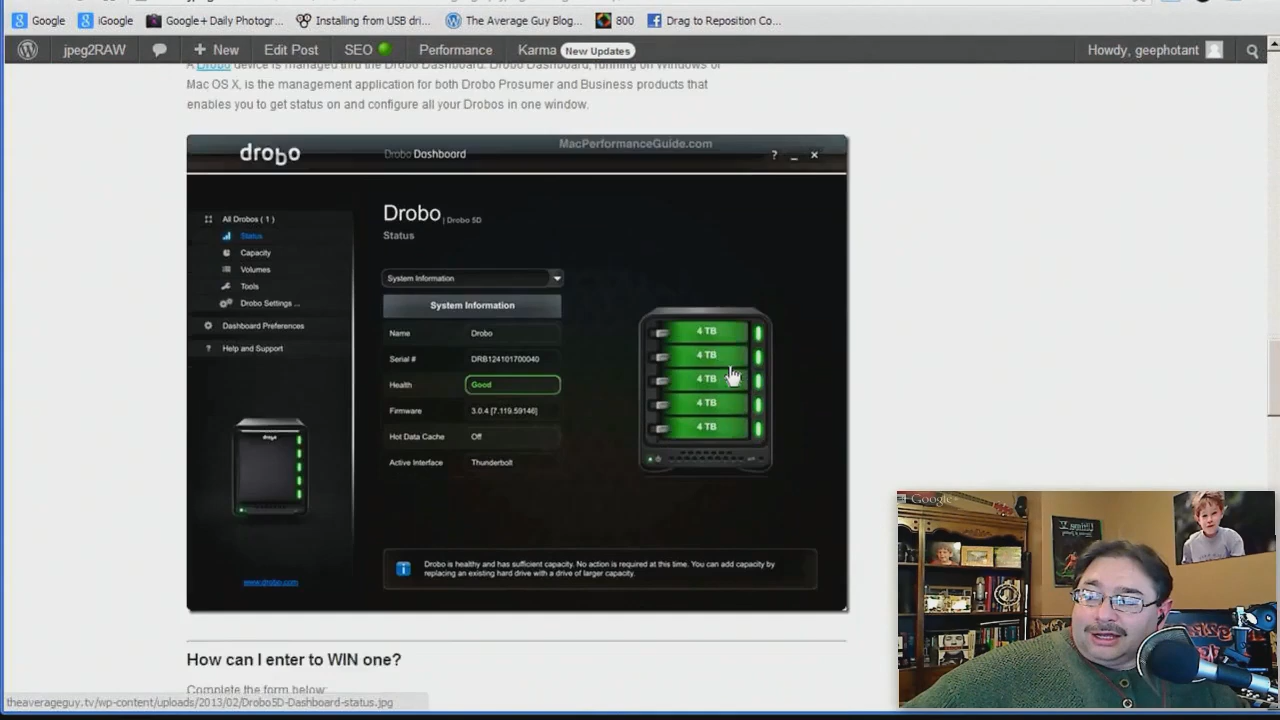 Google
iGoogle
Google+ Daily Photogr...
Installing from USB dri...
The Average Guy Blog...
800
Drag to Reposition Co...
jpeg2RAW
+ New
Edit Post
SEO
Performance
Karma
New Updates
Howdy, geephotant
A Drobo device is managed thru the Drobo Dashboard. Drobo Dashboard, running on Windows or
Mac OS X, is the management application for both Drobo Prosumer and Business products that
enables you to get status on and configure all your Drobos in one window.
drobo
Drobo Dashboard
MacPerformanceGuide.com
?
All Drobos ( 1 )
Status
Capacity
Volumes
Tools
Drobo Settings ...
Dashboard Preferences
? Help and Support
drobo
www.drobo.com
Drobo | Drobo 5D
Status
System Information
System Information
Name Drobo
Serial # DRB124101700040
Health Good
Firmware 3.0.4 [7.119.59146]
Hot Data Cache Off
Active Interface Thunderbolt
4 TB
4 TB
4 TB
4 TB
4 TB
Drobo is healthy and has sufficient capacity. No action is required at this time. You can add capacity by
replacing an existing hard drive with a drive of larger capacity.
How can I enter to WIN one?
Complete the form below:
theaverageguy.tv/wp-content/uploads/2013/02/Drobo5D-Dashboard-status.jpg
Google+